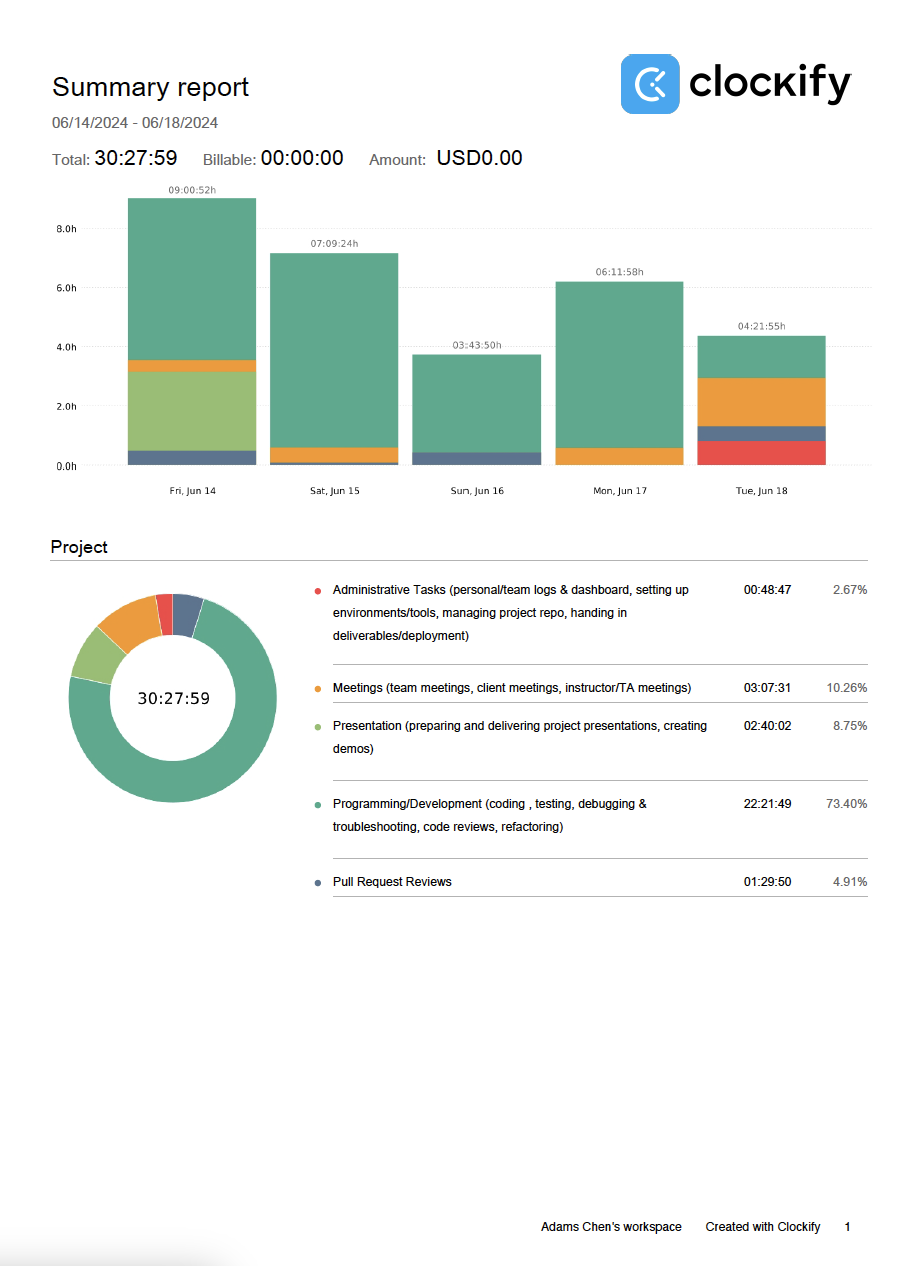 Summary report
clockify
06/14/2024 - 06/18/2024
Total: 30:27:59 Billable: 00:00:00 Amount: USD0.00
09:00:52h
07:09:24h
03:43:50h
06:11:58h
04:21:55h
8.0h
6.0h
4.0h
2.0h
0.0h
Fri, Jun 14
Sat, Jun 15
Sun, Jun 16
Mon, Jun 17
Tue, Jun 18
Project
30:27:59
Administrative Tasks (personal/team logs & dashboard, setting up 00:48:47 2.67%
environments/tools, managing project repo, handing in
deliverables/deployment)
Meetings (team meetings, client meetings, instructor/TA meetings) 03:07:31 10.26%
Presentation (preparing and delivering project presentations, creating 02:40:02 8.75%
demos)
Programming/Development (coding , testing, debugging & 22:21:49 73.40%
troubleshooting, code reviews, refactoring)
Pull Request Reviews 01:29:50 4.91%
Adams Chen's workspace Created with Clockify 1